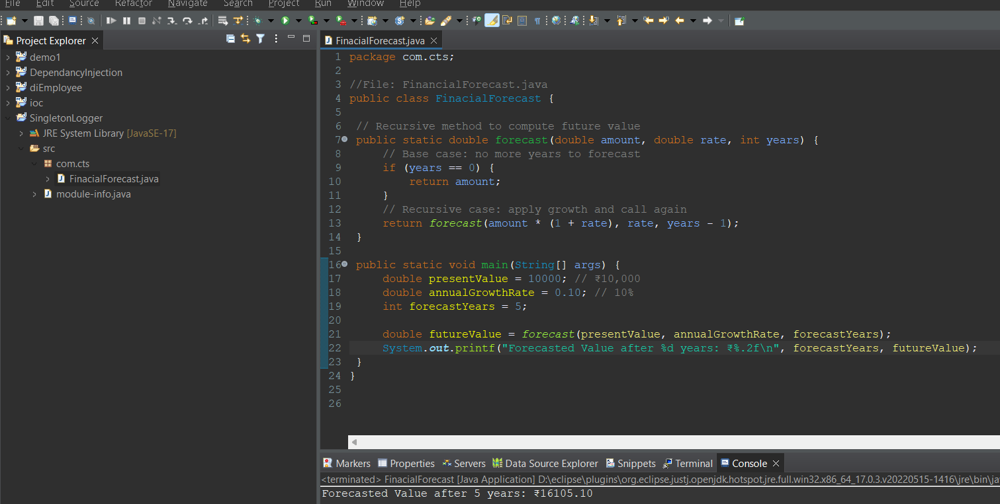 File Edit Source Refactor Navigate Search Project Run Window Help
Project Explorer
demo1
DependancyInjection
diEmployee
ioc
SingletonLogger
JRE System Library [JavaSE-17]
src
com.cts
FinacialForecast.java
module-info.java
FinacialForecast.java
1 package com.cts;
2
3 //File: FinancialForecast.java
4 public class FinacialForecast {
5
6 // Recursive method to compute future value
7 public static double forecast(double amount, double rate, int years) {
8 // Base case: no more years to forecast
9 if (years == 0) {
10 return amount;
11 }
12 // Recursive case: apply growth and call again
13 return forecast(amount * (1 + rate), rate, years - 1);
14 }
15
16 public static void main(String[] args) {
17 double presentValue = 10000; // ₹10,000
18 double annualGrowthRate = 0.10; // 10%
19 int forecastYears = 5;
20
21 double futureValue = forecast(presentValue, annualGrowthRate, forecastYears);
22 System.out.printf("Forecasted Value after %d years: ₹%.2f\n", forecastYears, futureValue);
23 }
24 }
25
26
Markers Properties Servers Data Source Explorer Snippets Terminal Console
<terminated> FinacialForecast [Java Application] D:\eclipse\plugins\org.eclipse.justj.openjdk.hotspot.jre.full.win32.x86_64_17.0.3.v20220515-1416\jre\bin\ja
Forecasted Value after 5 years: ₹16105.10